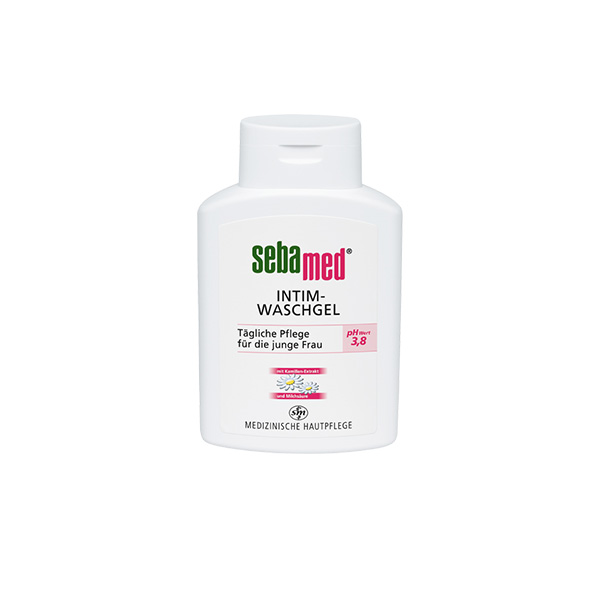 sebamed®
INTIM-
WASCHGEL
Tägliche Pflege
für die junge Frau
pH Wert
3,8
mit Kamillen-Extrakt
und Milchsäure
sm
MEDIZINISCHE HAUTPFLEGE